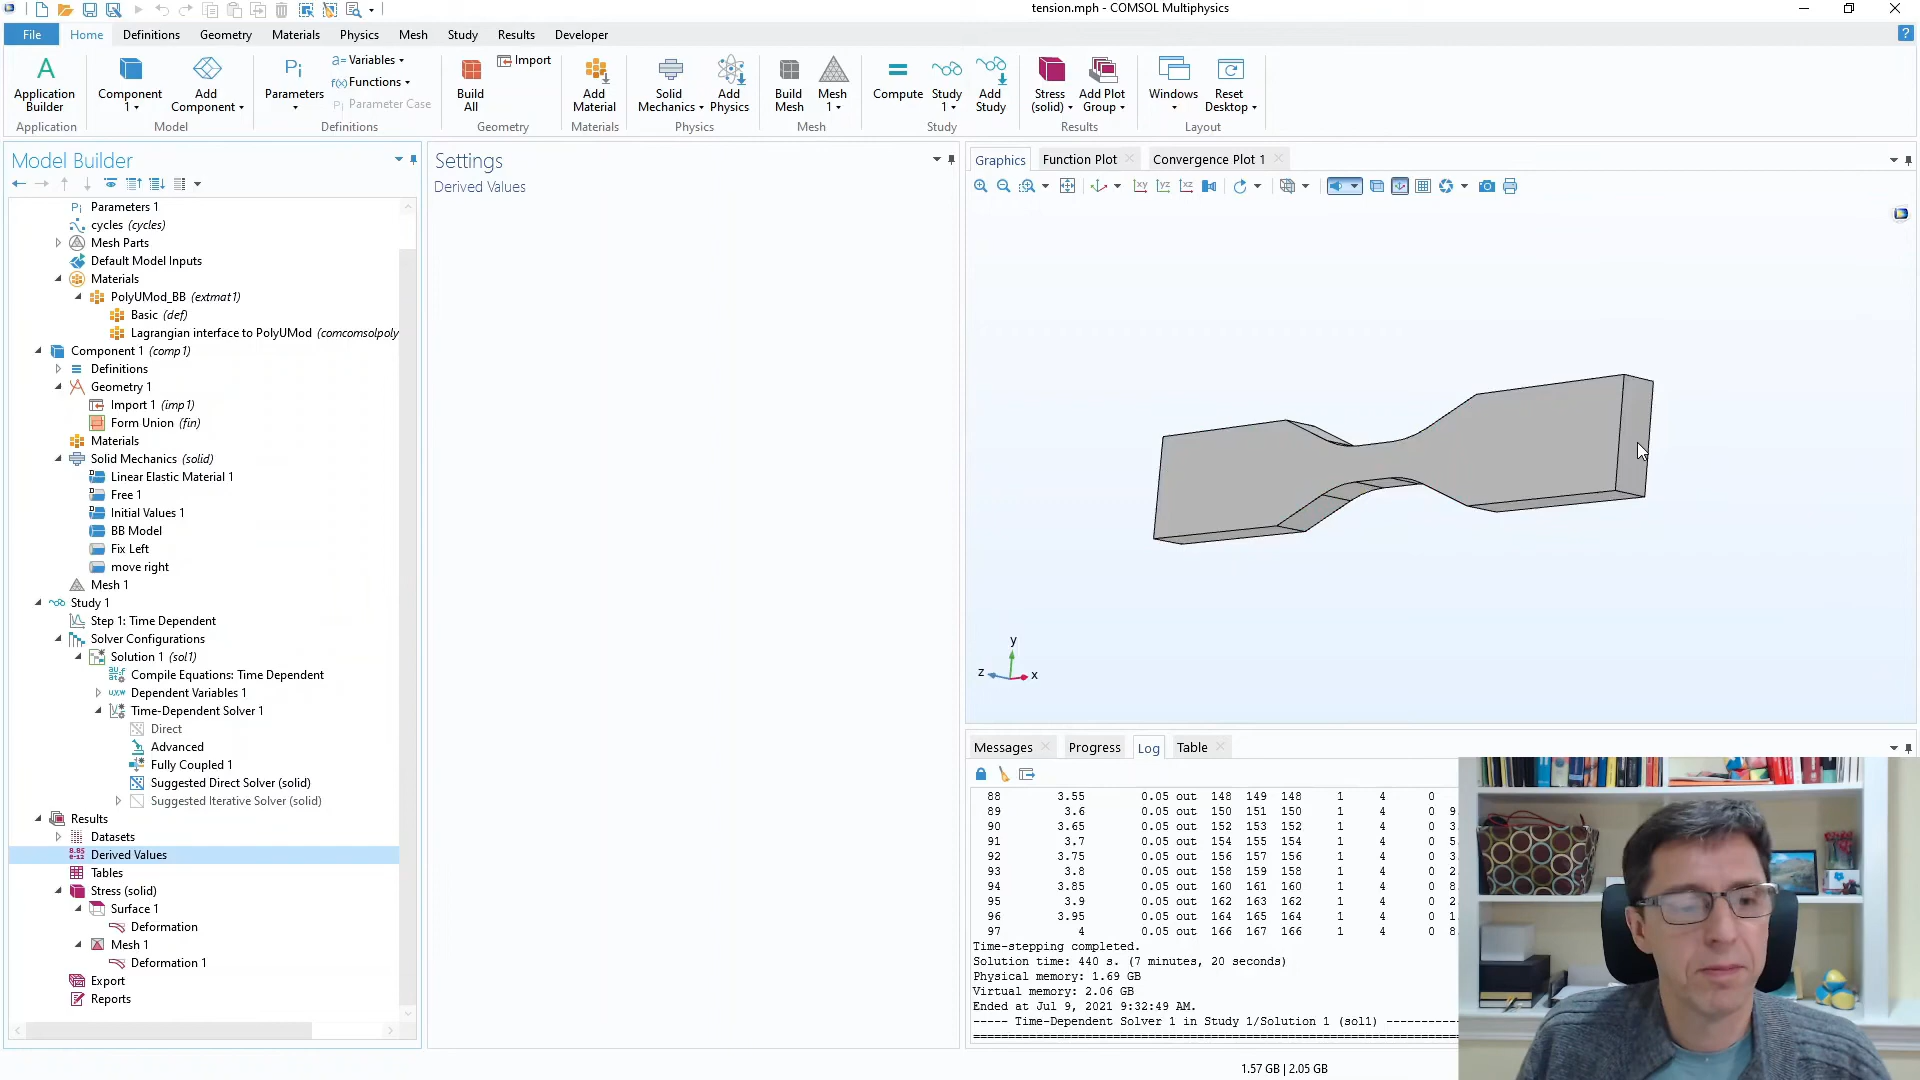 tension.mph - COMSOL Multiphysics
File Home Definitions Geometry Materials Physics Mesh Study Results Developer
Application Builder
Component 1
Add Component
Parameters
a= Variables
f(x) Functions
Parameter Case
Import
Build All
Add Material
Solid Mechanics
Add Physics
Build Mesh
Mesh 1
Compute
Study 1
Add Study
Stress (solid)
Add Plot Group
Windows
Reset Desktop
Application Model Definitions Geometry Materials Physics Mesh Study Results Layout
Model Builder
Parameters 1
cycles (cycles)
Mesh Parts
Default Model Inputs
Materials
PolyUMod_BB (extmat1)
Basic (def)
Lagrangian interface to PolyUMod (comcomsolpoly
Component 1 (comp1)
Definitions
Geometry 1
Import 1 (imp1)
Form Union (fin)
Materials
Solid Mechanics (solid)
Linear Elastic Material 1
Free 1
Initial Values 1
BB Model
Fix Left
move right
Mesh 1
Study 1
Step 1: Time Dependent
Solver Configurations
Solution 1 (sol1)
Compile Equations: Time Dependent
Dependent Variables 1
Time-Dependent Solver 1
Direct
Advanced
Fully Coupled 1
Suggested Direct Solver (solid)
Suggested Iterative Solver (solid)
Results
Datasets
Derived Values
Tables
Stress (solid)
Surface 1
Deformation
Mesh 1
Deformation 1
Export
Reports
Settings
Derived Values
Graphics Function Plot Convergence Plot 1
y
z
x
Messages Progress Log Table
88 3.55 0.05 out 148 149 148 1 4 0
89 3.6 0.05 out 150 151 150 1 4 0 9.
90 3.65 0.05 out 152 153 152 1 4 0 3.
91 3.7 0.05 out 154 155 154 1 4 0 5.
92 3.75 0.05 out 156 157 156 1 4 0 3.
93 3.8 0.05 out 158 159 158 1 4 0 2.
94 3.85 0.05 out 160 161 160 1 4 0 8.
95 3.9 0.05 out 162 163 162 1 4 0 2.
96 3.95 0.05 out 164 165 164 1 4 0 1.
97 4 0.05 out 166 167 166 1 4 0 8.
Time-stepping completed.
Solution time: 440 s. (7 minutes, 20 seconds)
Physical memory: 1.69 GB
Virtual memory: 2.06 GB
Ended at Jul 9, 2021 9:32:49 AM.
----- Time-Dependent Solver 1 in Study 1/Solution 1 (sol1) -----------
1.57 GB | 2.05 GB